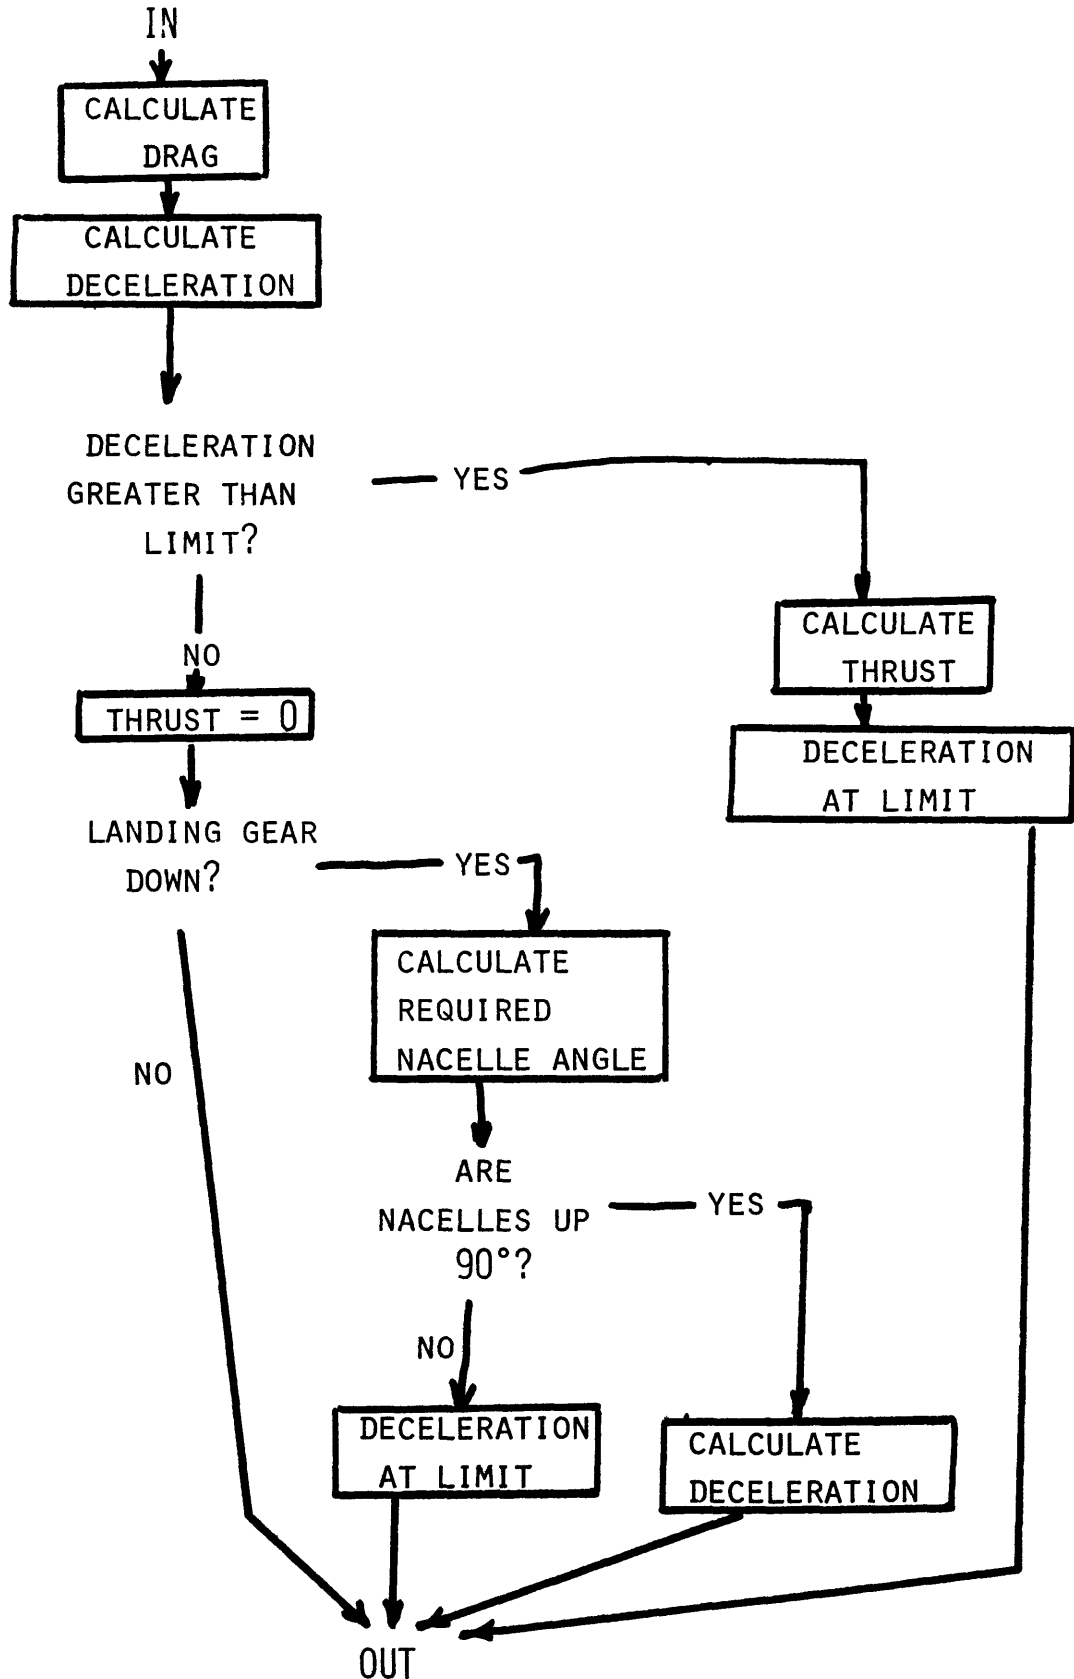 IN
CALCULATE
DRAG
CALCULATE
DECELERATION
DECELERATION
GREATER THAN
LIMIT?
YES
NO
CALCULATE
THRUST
THRUST = 0
DECELERATION
AT LIMIT
LANDING GEAR
DOWN?
YES
CALCULATE
REQUIRED
NACELLE ANGLE
NO
ARE
NACELLES UP
90°?
YES
NO
DECELERATION
AT LIMIT
CALCULATE
DECELERATION
OUT